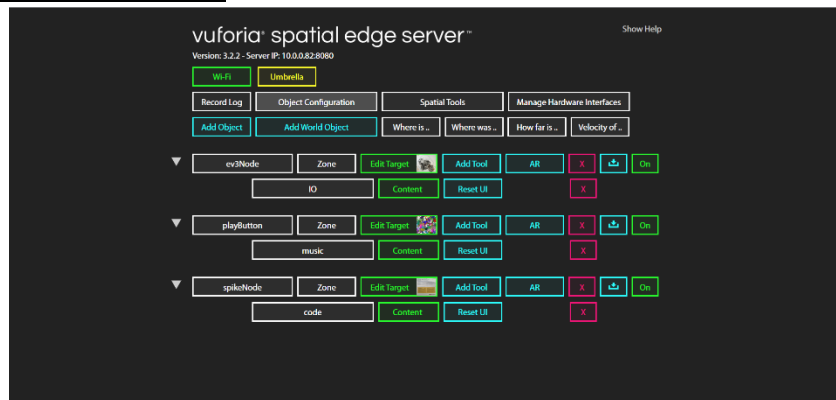 vuforia® spatial edge server™
Show Help
Version: 3.2.2 - Server IP: 10.0.0.82:8080
Wi-Fi Umbrella
Record Log Object Configuration Spatial Tools Manage Hardware Interfaces
Add Object Add World Object Where is .. Where was .. How far is .. Velocity of ..
ev3Node Zone Edit Target Add Tool AR X On
IO Content Reset UI X
playButton Zone Edit Target Add Tool AR X On
music Content Reset UI X
spikeNode Zone Edit Target Add Tool AR X On
code Content Reset UI X